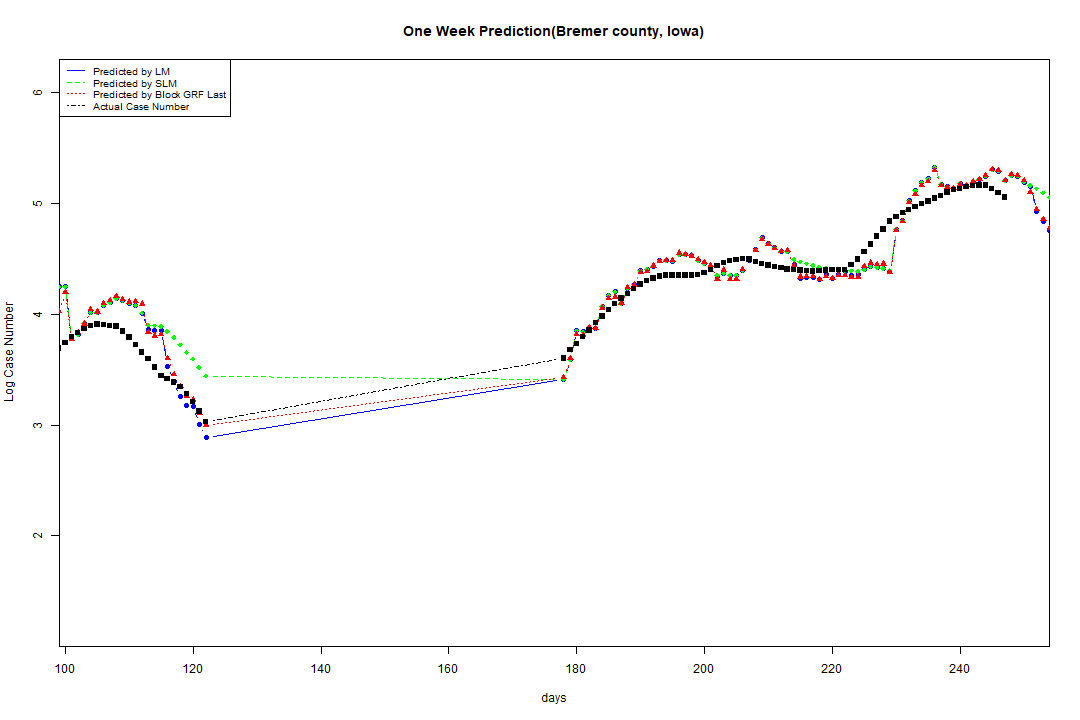 One Week Prediction(Bremer county, Iowa)
Predicted by LM
Predicted by SLM
Predicted by Block GRF Last
Actual Case Number
6
5
4
3
2
Log Case Number
100 120 140 160 180 200 220 240
days